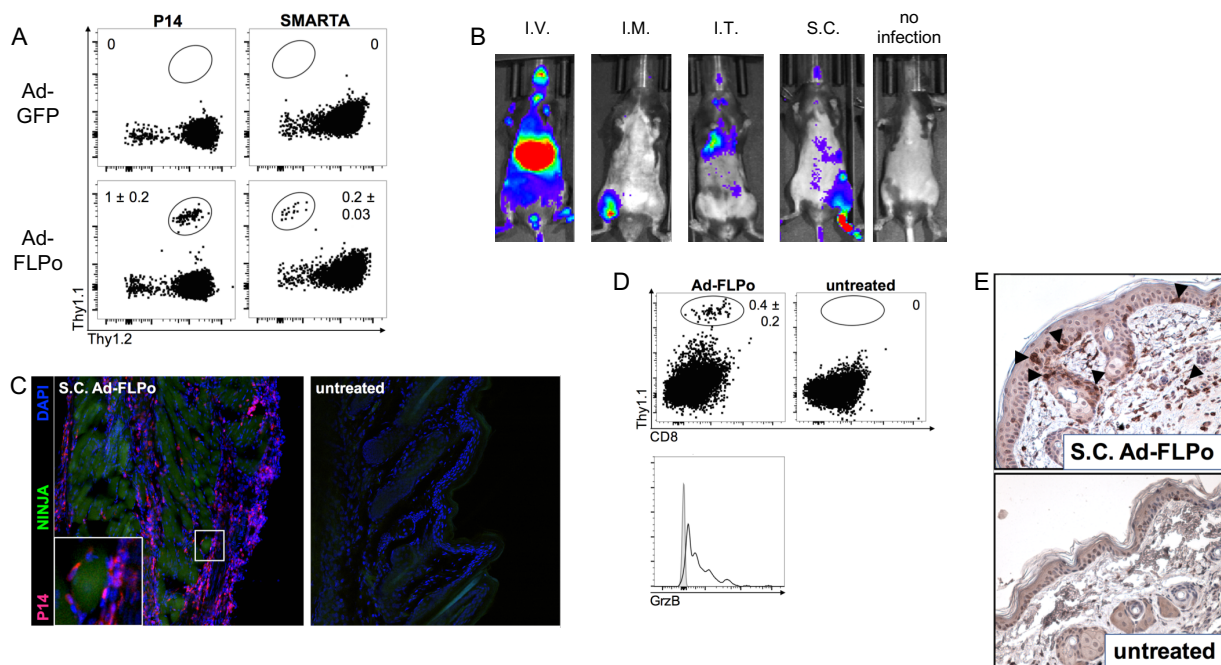 A
P14
SMARTA
Ad-
GFP
0
0
Ad-
FLPo
1 ± 0.2
0.2 ±
0.03
Thy1.1
Thy1.2
B
I.V.
I.M.
I.T.
S.C.
no
infection
C
S.C. Ad-FLPo
untreated
P14
NINJA
DAPI
D
Ad-FLPo
untreated
0.4 ±
0.2
0
Thy1.1
CD8
GrzB
E
S.C. Ad-FLPo
untreated